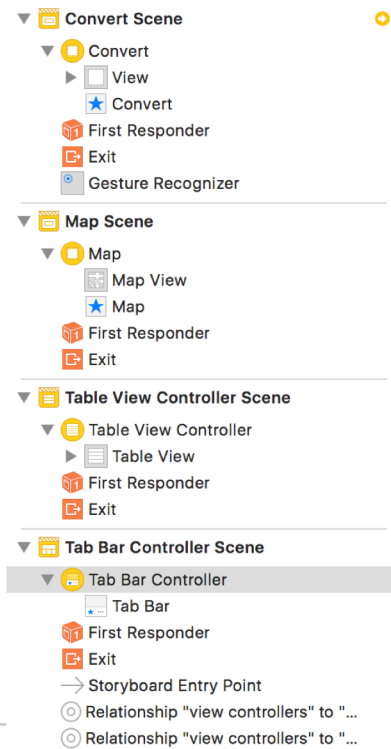 Convert Scene
Convert
View
Convert
First Responder
Exit
Gesture Recognizer
Map Scene
Map
Map View
Map
First Responder
Exit
Table View Controller Scene
Table View Controller
Table View
First Responder
Exit
Tab Bar Controller Scene
Tab Bar Controller
Tab Bar
First Responder
Exit
Storyboard Entry Point
Relationship "view controllers" to "...
Relationship "view controllers" to "...